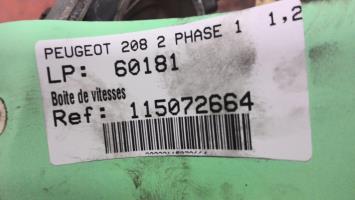 PEUGEOT 208 2 PHASE 1 1,2
LP: 60181
Boite de vitesses
Ref: 115072664